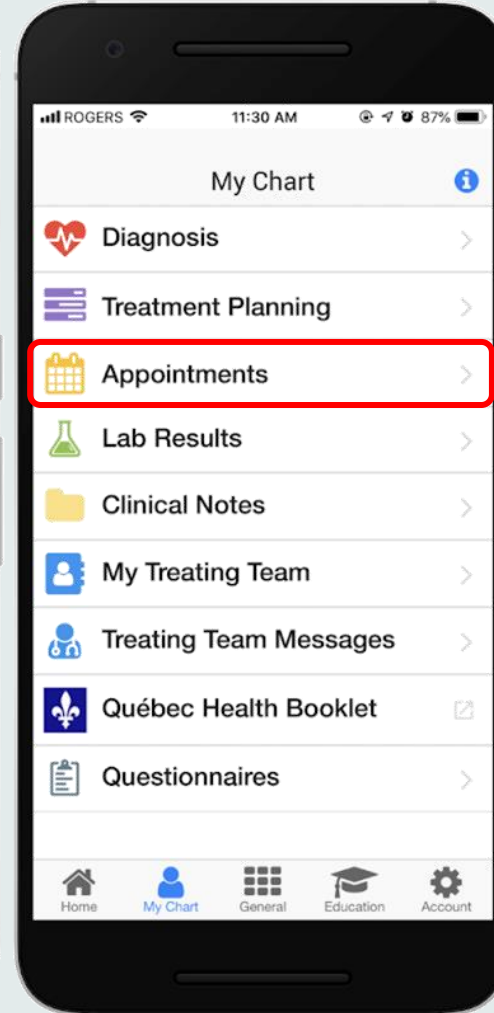 ROGERS 11:30 AM 87%
My Chart
Diagnosis
Treatment Planning
Appointments
Lab Results
Clinical Notes
My Treating Team
Treating Team Messages
Québec Health Booklet
Questionnaires
Home My Chart General Education Account